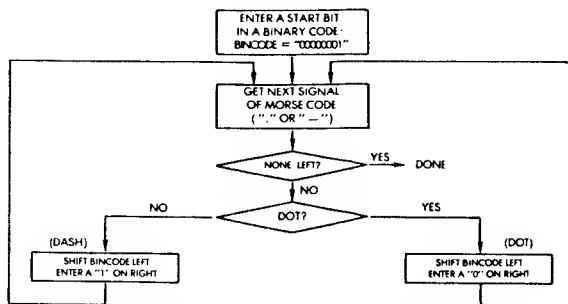 ENTER A START BIT
IN A BINARY CODE·
BINCODE = "00000001"
GET NEXT SIGNAL
OF MORSE CODE
("." OR "—")
NONE LEFT?
YES
DONE
NO
DOT?
NO
YES
(DASH)
SHIFT BINCODE LEFT
ENTER A "1" ON RIGHT
(DOT)
SHIFT BINCODE LEFT
ENTER A "0" ON RIGHT